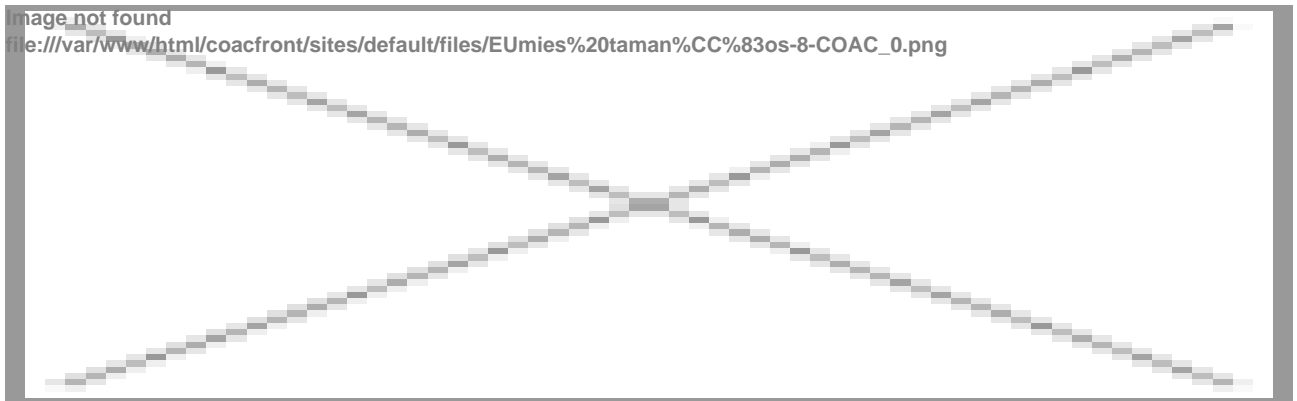 Image not found
file:///var/www/html/coacfront/sites/default/files/EUmies%20taman%CC%83os-8-COAC_0.png